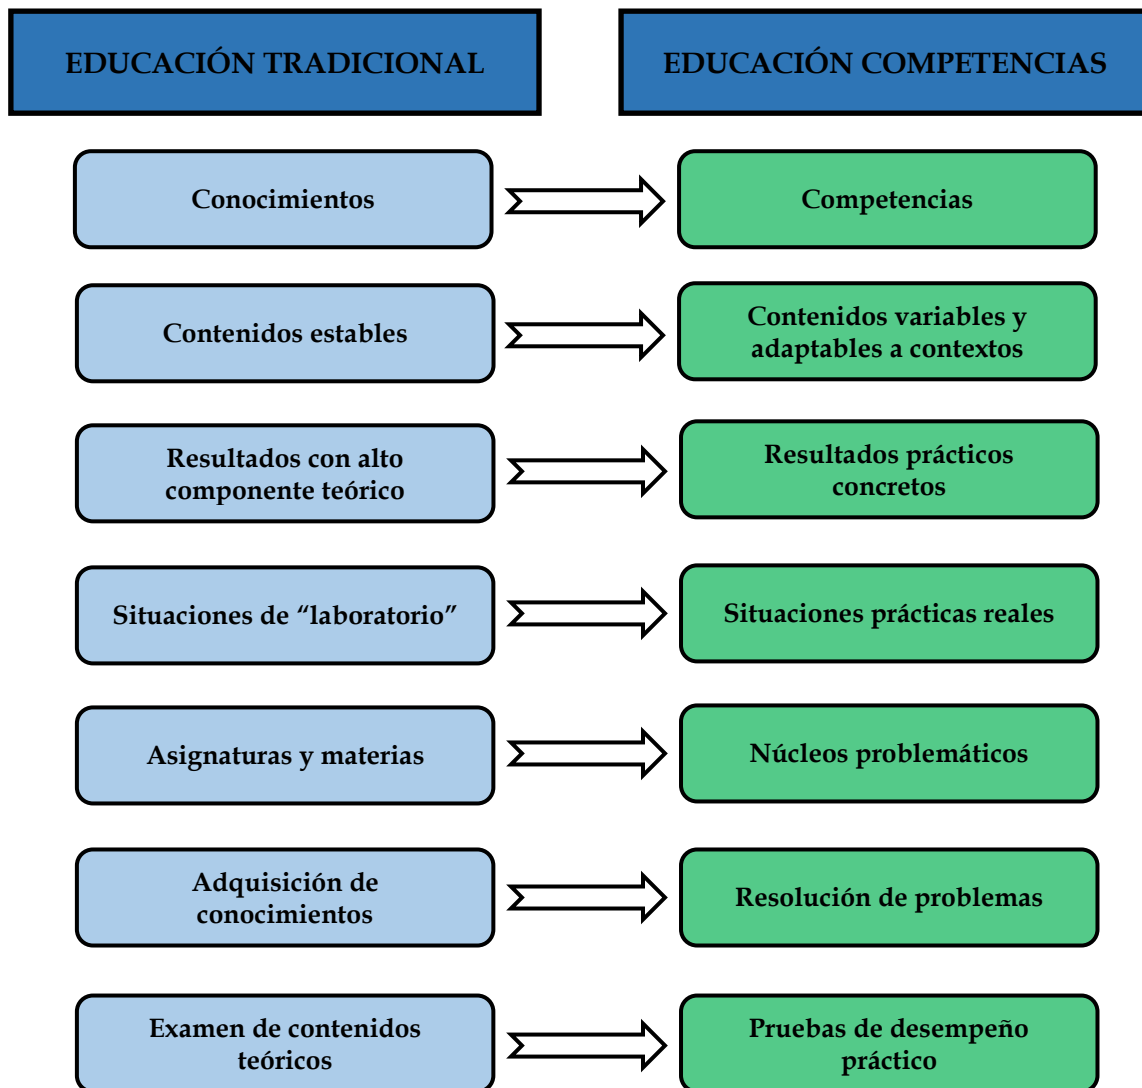 EDUCACIÓN TRADICIONAL
EDUCACIÓN COMPETENCIAS
Conocimientos
Competencias
Contenidos estables
Contenidos variables y
adaptables a contextos
Resultados con alto
componente teórico
Resultados prácticos
concretos
Situaciones de “laboratorio”
Situaciones prácticas reales
Asignaturas y materias
Núcleos problemáticos
Adquisición de
conocimientos
Resolución de problemas
Examen de contenidos
teóricos
Pruebas de desempeño
práctico